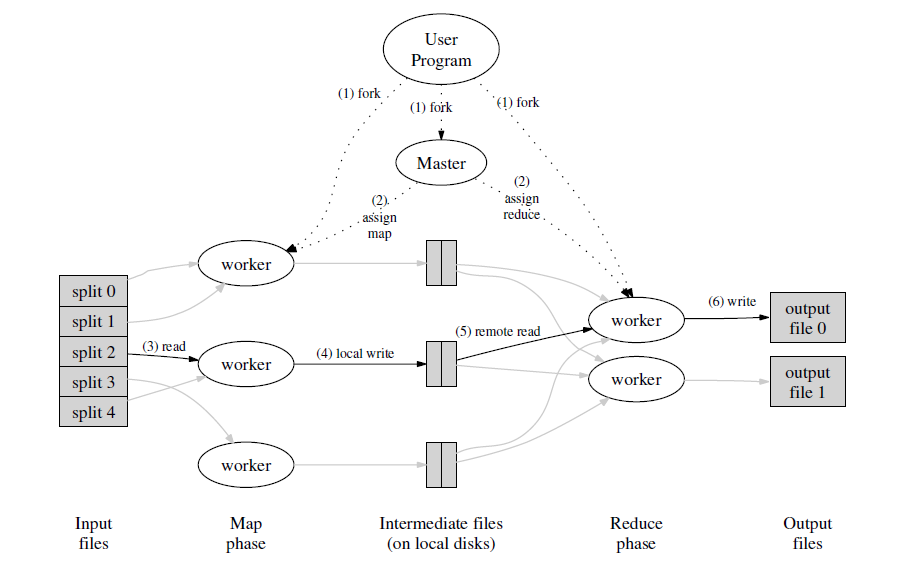 User
Program
(1) fork
(1) fork
(1) fork
Master
(2)
assign
map
(2)
assign
reduce
worker
split 0
split 1
split 2
split 3
split 4
(3) read
worker
(4) local write
worker
(5) remote read
worker
worker
(6) write
output
file 0
output
file 1
Input
files
Map
phase
Intermediate files
(on local disks)
Reduce
phase
Output
files